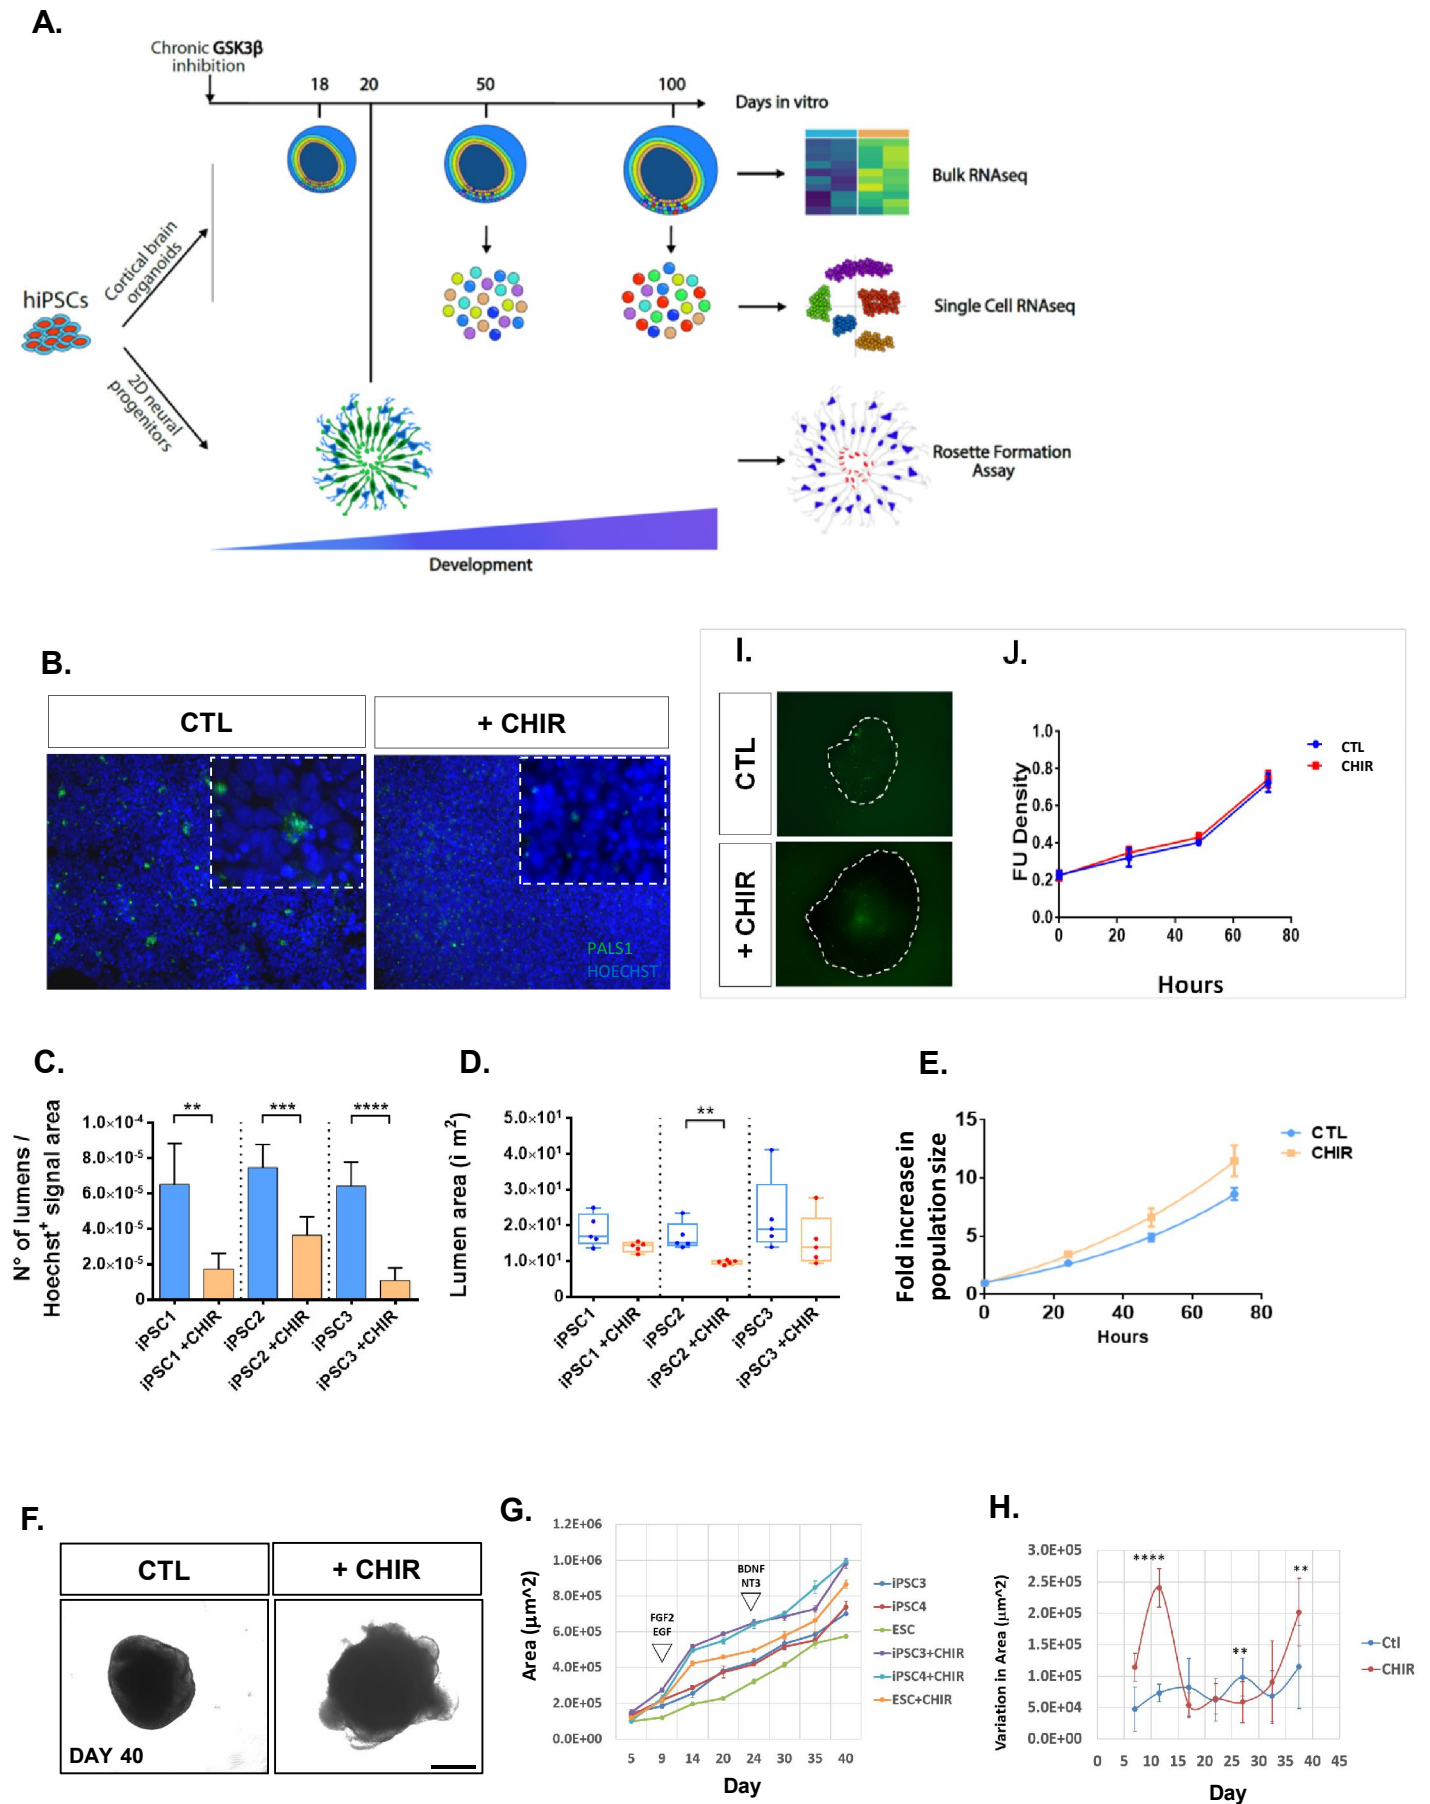 A.
Chronic GSK3β
inhibition
18
20
50
100
Days in vitro
Bulk RNAseq
Cortical brain
organoids
hiPSCs
Single Cell RNAseq
2D neural
progenitors
Rosette Formation
Assay
Development
B.
CTL
+ CHIR
PALS1
HOECHST
I.
CTL
+ CHIR
J.
FU Density
1.0
0.8
0.6
0.4
0.2
0.0
0
20
40
60
80
Hours
CTL
CHIR
C.
N° of lumens /
Hoechst+ signal area
1.0×10-4
8.0×10-5
6.0×10-5
4.0×10-5
2.0×10-5
0
**
***
****
iPSC1
iPSC1 +CHIR
iPSC2
iPSC2 +CHIR
iPSC3
iPSC3 +CHIR
D.
Lumen area (i m2)
5.0×101
4.0×101
3.0×101
2.0×101
1.0×101
0
**
iPSC1
iPSC1 +CHIR
iPSC2
iPSC2 +CHIR
iPSC3
iPSC3 +CHIR
E.
Fold increase in
population size
15
10
5
0
0
20
40
60
80
Hours
CTL
CHIR
F.
CTL
+ CHIR
DAY 40
G.
Area (μm^2)
1.2E+06
1.0E+06
8.0E+05
6.0E+05
4.0E+05
2.0E+05
0.0E+00
FGF2
EGF
BDNF
NT3
5
9
14
20
24
30
35
40
Day
iPSC3
iPSC4
ESC
iPSC3+CHIR
iPSC4+CHIR
ESC+CHIR
H.
Variation in Area (μm^2)
3.0E+05
2.5E+05
2.0E+05
1.5E+05
1.0E+05
5.0E+04
0.0E+00
****
**
**
0
5
10
15
20
25
30
35
40
45
Day
Ctl
CHIR